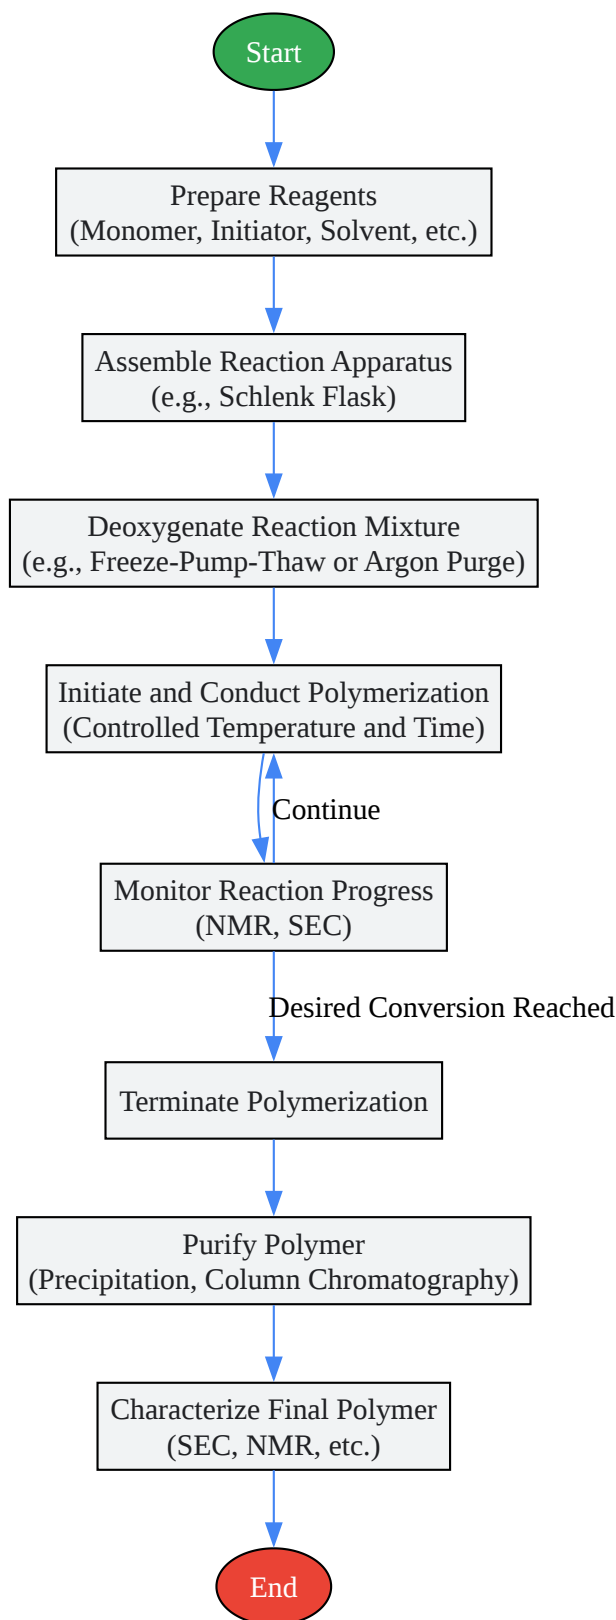 Start
Prepare Reagents
(Monomer, Initiator, Solvent, etc.)
Assemble Reaction Apparatus
(e.g., Schlenk Flask)
Deoxygenate Reaction Mixture
(e.g., Freeze-Pump-Thaw or Argon Purge)
Initiate and Conduct Polymerization
(Controlled Temperature and Time)
Continue
Monitor Reaction Progress
(NMR, SEC)
Desired Conversion Reached
Terminate Polymerization
Purify Polymer
(Precipitation, Column Chromatography)
Characterize Final Polymer
(SEC, NMR, etc.)
End